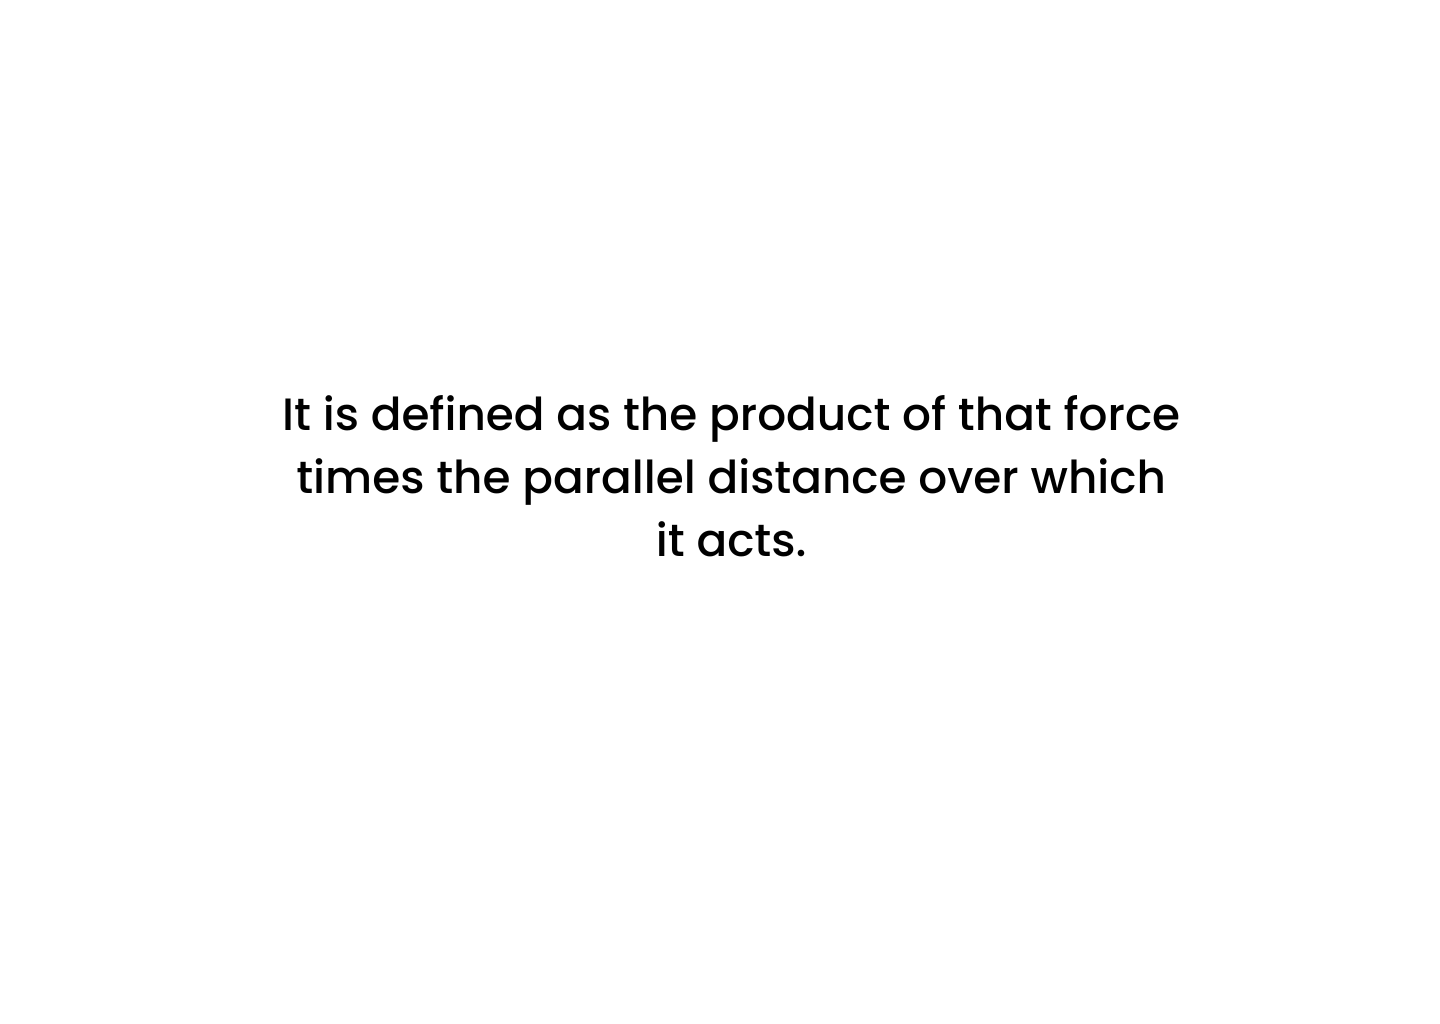 It is defined as the product of that force
times the parallel distance over which
it acts.